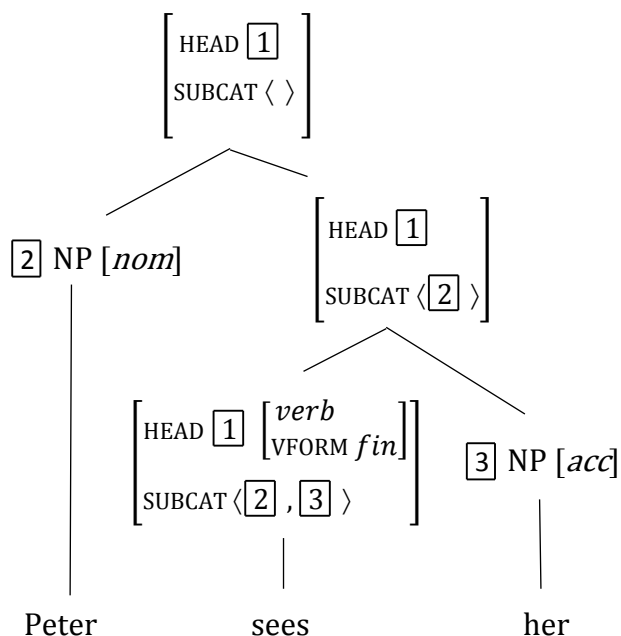 HEAD 1
SUBCAT ⟨ ⟩
2 NP [nom]
HEAD 1
SUBCAT ⟨ 2 ⟩
HEAD 1 [verb
VFORM fin]
SUBCAT ⟨ 2 , 3 ⟩
3 NP [acc]
Peter sees her